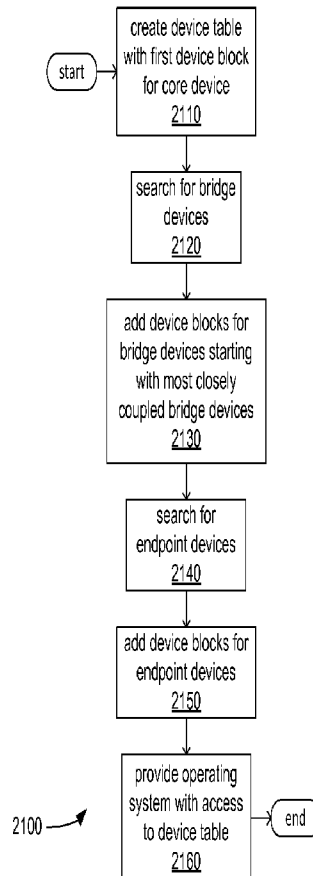 start
create device table
with first device block
for core device
2110
search for bridge
devices
2120
add device blocks for
bridge devices starting
with most closely
coupled bridge devices
2130
search for
endpoint devices
2140
add device blocks for
endpoint devices
2150
provide operating
system with access
to device table
2160
end
2100